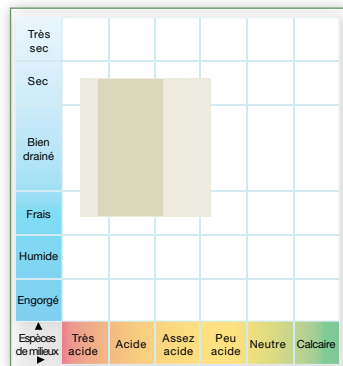 Très
sec
Sec
Bien
drainé
Frais
Humide
Engorgé
Espèces
de milieux
Très
acide
Acide
Assez
acide
Peu
acide
Neutre
Calcaire